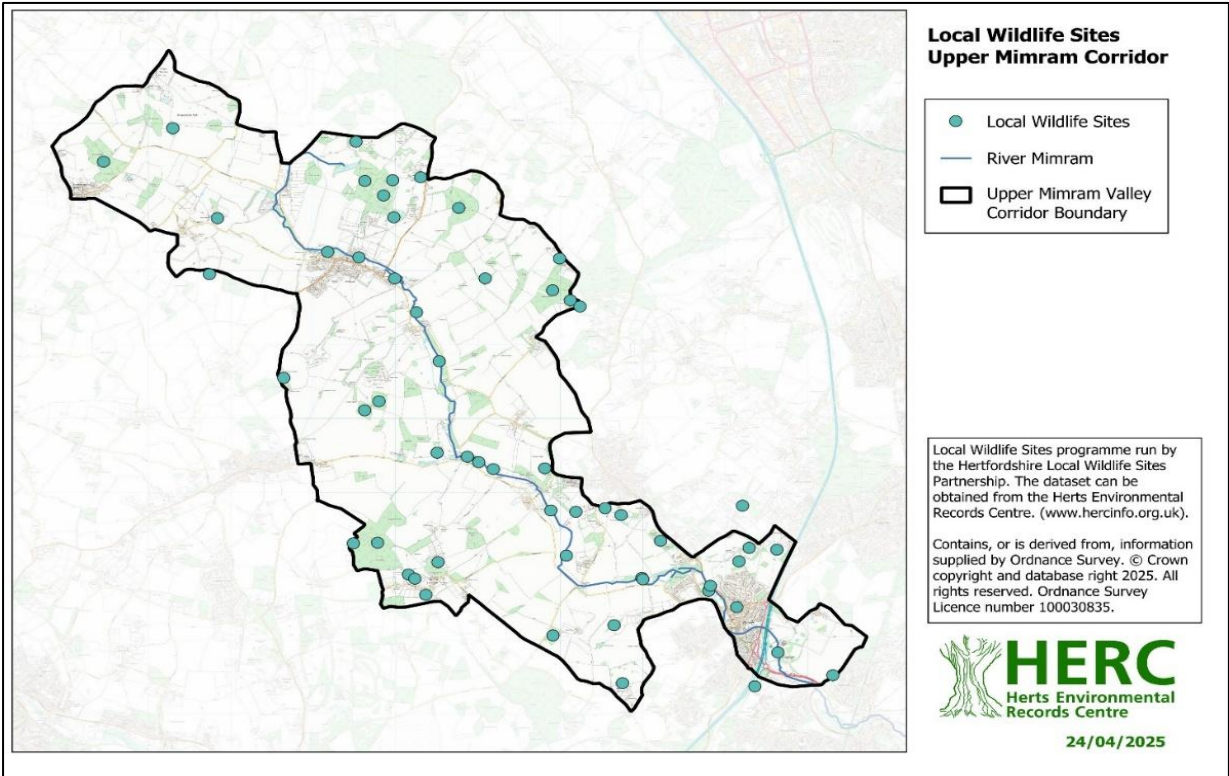 Local Wildlife Sites
Upper Mimram Corridor
Local Wildlife Sites
River Mimram
Upper Mimram Valley
Corridor Boundary
Local Wildlife Sites programme run by
the Hertfordshire Local Wildlife Sites
Partnership. The dataset can be
obtained from the Herts Environmental
Records Centre. (www.hercinfo.org.uk).
Contains, or is derived from, information
supplied by Ordnance Survey. © Crown
copyright and database right 2025. All
rights reserved. Ordnance Survey
Licence number 100030835.
HERC
Herts Environmental
Records Centre
24/04/2025